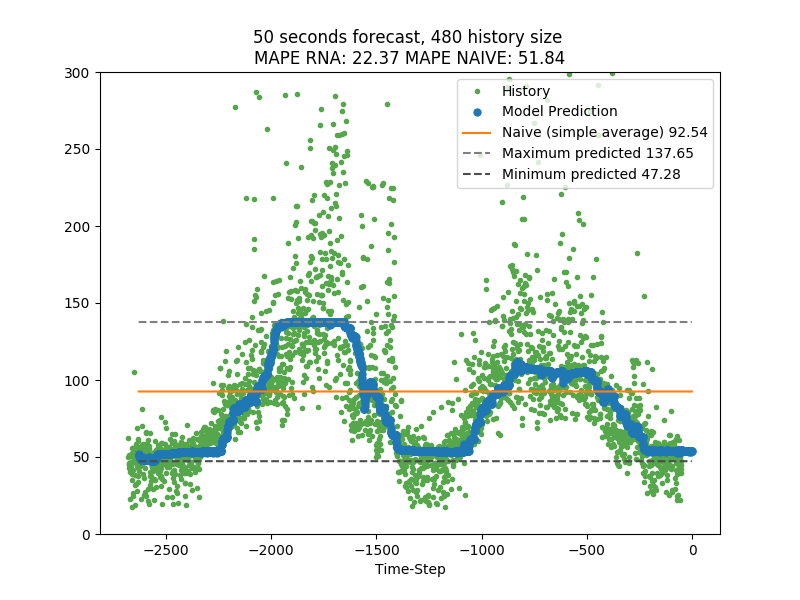 50 seconds forecast, 480 history size
MAPE RNA: 22.37 MAPE NAIVE: 51.84
300
250
200
150
100
50
0
History
Model Prediction
Naive (simple average) 92.54
Maximum predicted 137.65
Minimum predicted 47.28
−2500
−2000
−1500
−1000
−500
0
Time-Step